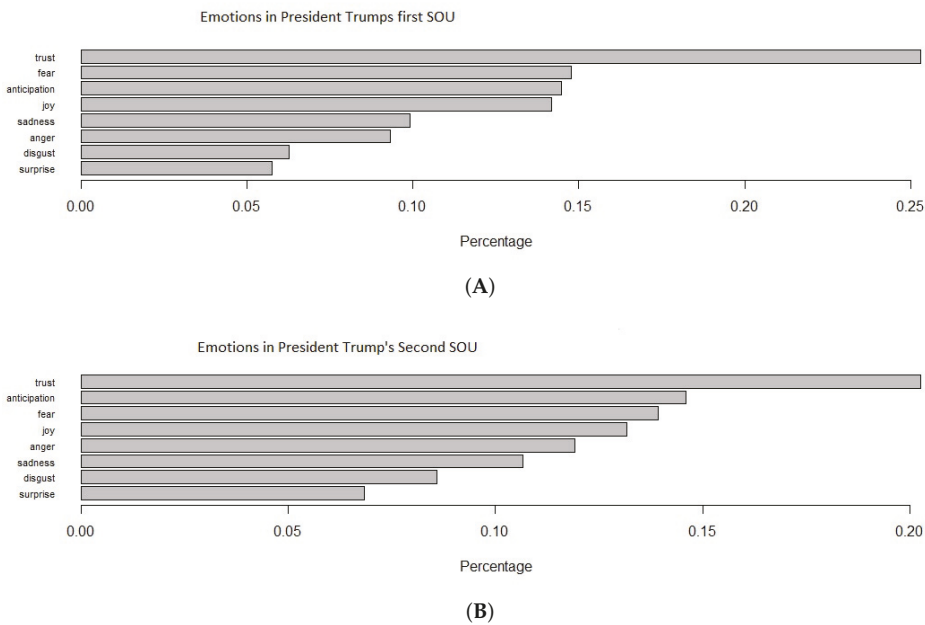 Emotions in President Trumps first SOU
trust
fear
anticipation
joy
sadness
anger
disgust
surprise
0.00 0.05 0.10 0.15 0.20 0.25
Percentage
(A)
Emotions in President Trump's Second SOU
trust
anticipation
fear
joy
anger
sadness
disgust
surprise
0.00 0.05 0.10 0.15 0.20
Percentage
(B)